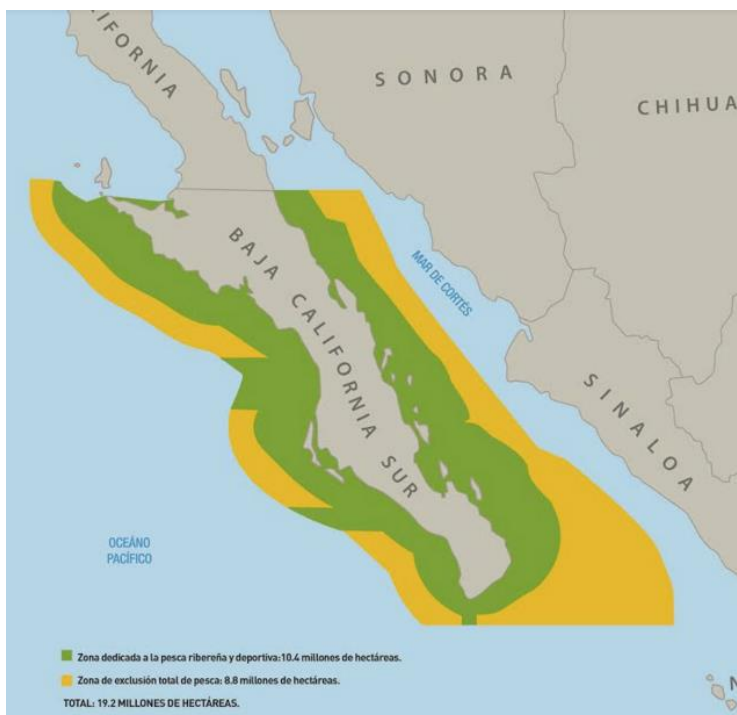 LIFORNIA
SONORA
CHIHUA
BAJA CALIFORNIA SUR
MAR DE CORTÉS
SINALOA
OCEÁNO
PACÍFICO
Zona dedicada a la pesca ribereña y deportiva:10.4 millones de hectáreas.
Zona de exclusión total de pesca: 8.8 millones de hectáreas.
N
TOTAL: 19.2 MILLONES DE HECTÁREAS.